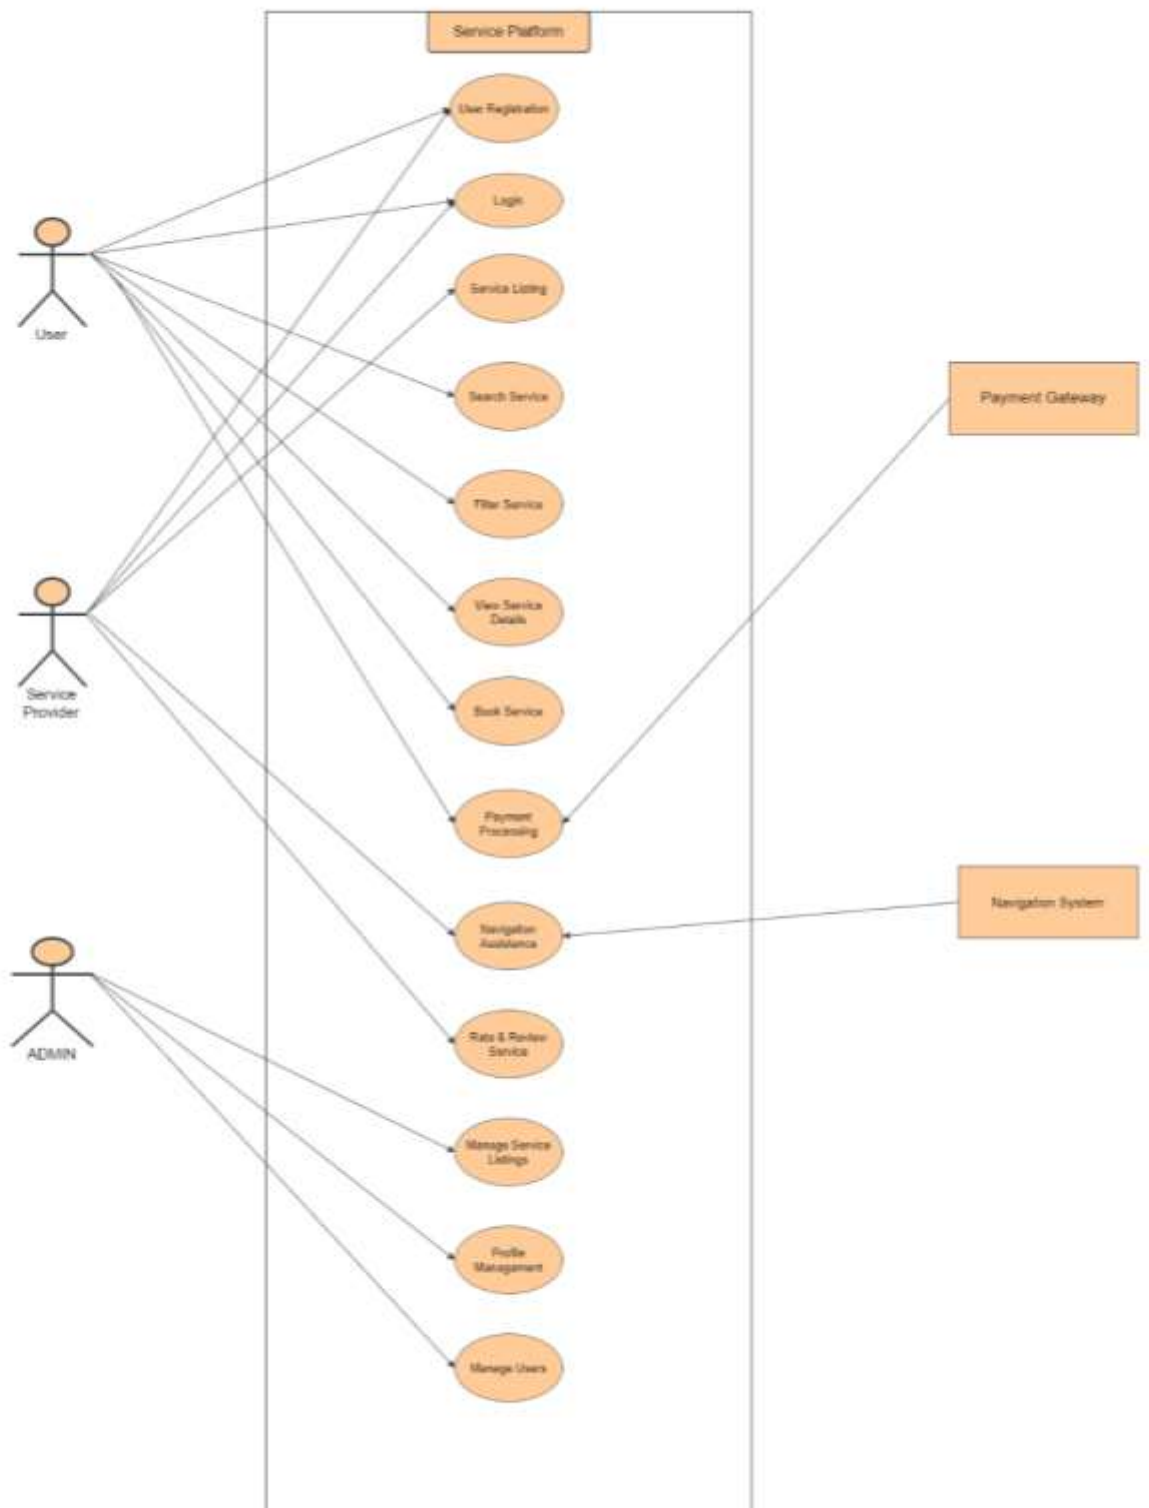 Service Platform
User Registration
Login
Service Listing
User
Search Service
Payment Gateway
Filter Service
View Service
Details
Service
Provider
Book Service
Payment
Processing
Navigation System
Navigation
Assistance
Rate & Review
Service
ADMIN
Manage Service
Listings
Profile
Management
Manage Users